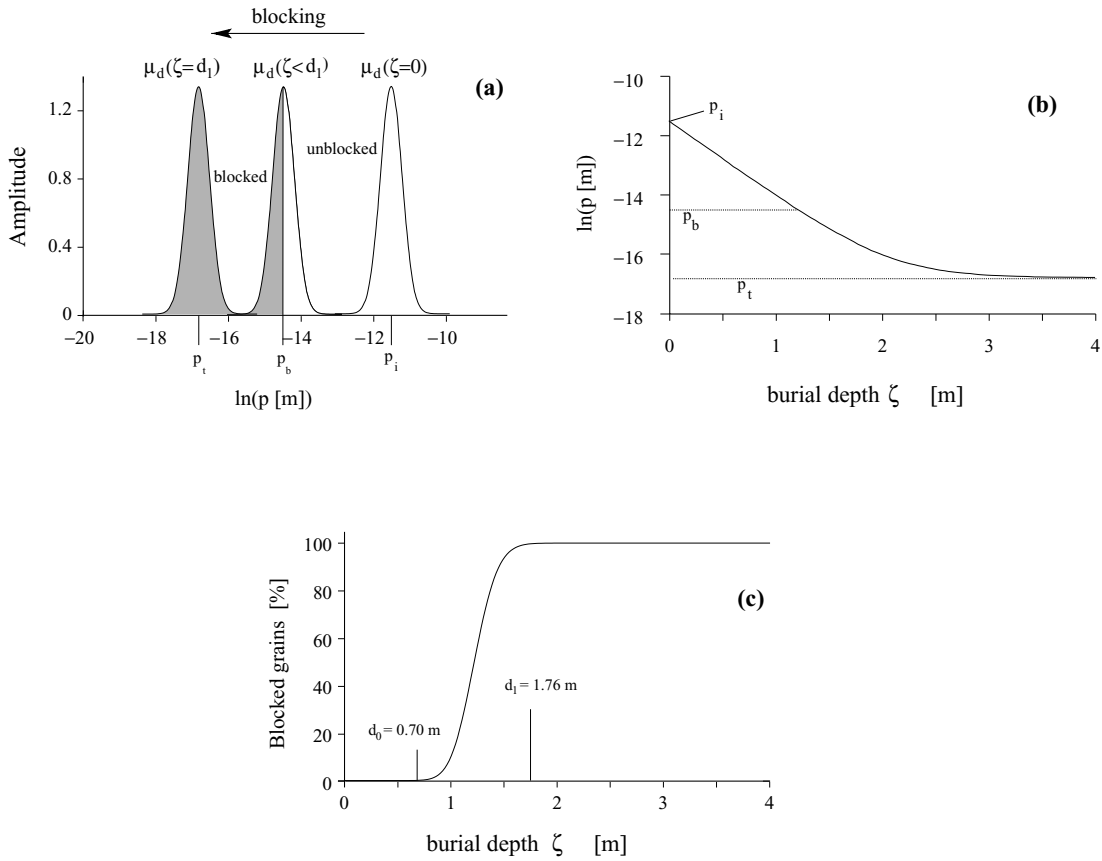 blocking
μd(ζ=dl) μd(ζ<dl) μd(ζ=0)
(a)
1.2
0.8
0.4
0
Amplitude
blocked
unblocked
−20 −18 −16 −14 −12 −10
pt pb pi
ln(p [m])
(b)
−10
−12
−14
−16
−18
ln(p [m])
pi
pb
pt
0 1 2 3 4
burial depth ζ [m]
(c)
100
80
60
40
20
0
Blocked grains [%]
d0 = 0.70 m
dl = 1.76 m
0 1 2 3 4
burial depth ζ [m]